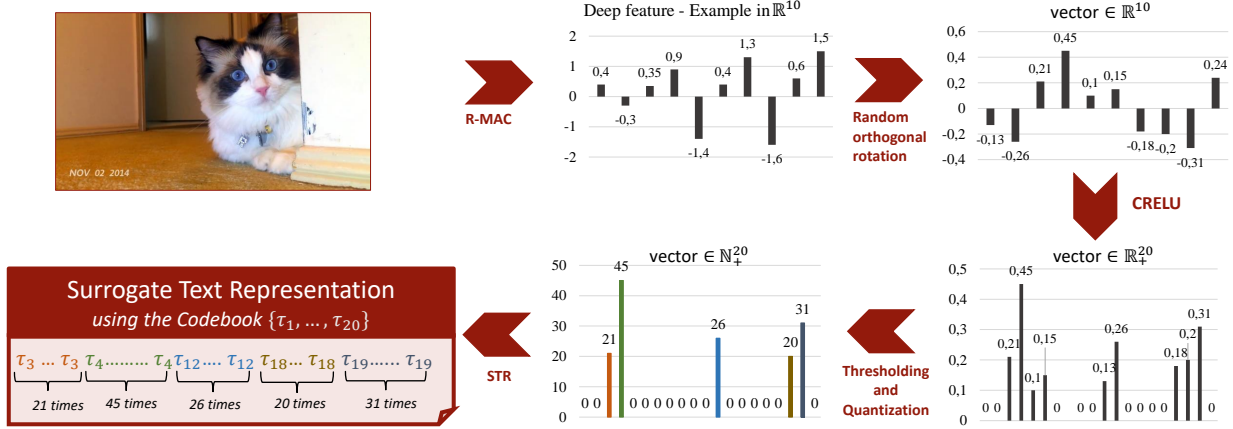 NOV 02 2014
R-MAC
Deep feature - Example in ℝ¹⁰
2
1
0
-1
-2
0,4
-0,3
0,35
0,9
-1,4
0,4
1,3
-1,6
0,6
1,5
Random
orthogonal
rotation
vector ∈ ℝ¹⁰
0,6
0,4
0,2
0
-0,2
-0,4
-0,13
-0,26
0,21
0,45
0,1
0,15
-0,18
-0,2
-0,31
0,24
CRELU
vector ∈ ℝ₊²⁰
0,5
0,4
0,3
0,2
0,1
0
0 0
0,21
0,45
0,1
0,15
0 0
0,13
0,26
0 0 0 0
0,18
0,2
0,31
0
Thresholding
and
Quantization
vector ∈ ℕ₊²⁰
50
40
30
20
10
0
0 0
21
45
0 0 0 0 0 0 0
26
0 0 0 0 0
20
31
0
STR
Surrogate Text Representation
using the Codebook {τ₁, … , τ₂₀}
τ₃ … τ₃ τ₄……… τ₄ τ₁₂…. τ₁₂ τ₁₈… τ₁₈ τ₁₉…… τ₁₉
21 times 45 times 26 times 20 times 31 times